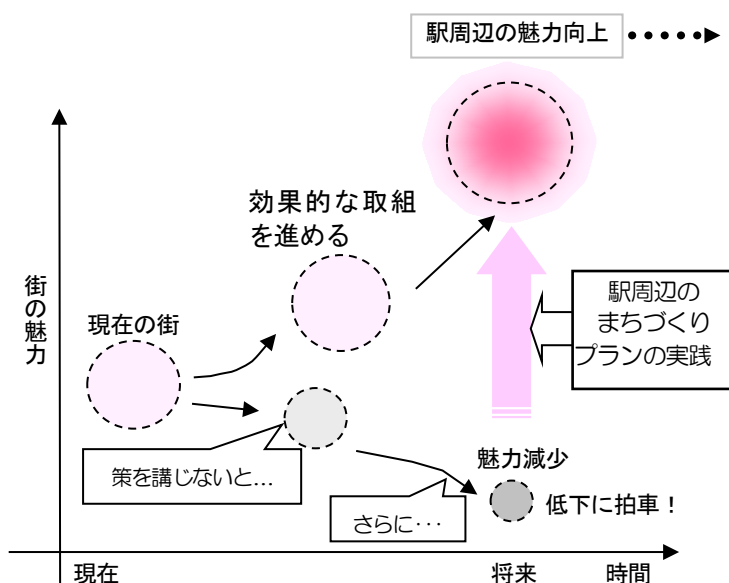 駅周辺の魅力向上
効果的な取組
を進める
街の魅力
現在の街
駅周辺の
まちづくり
プランの実践
策を講じないと…
魅力減少
さらに･･･
低下に拍車！
現在
将来
時間